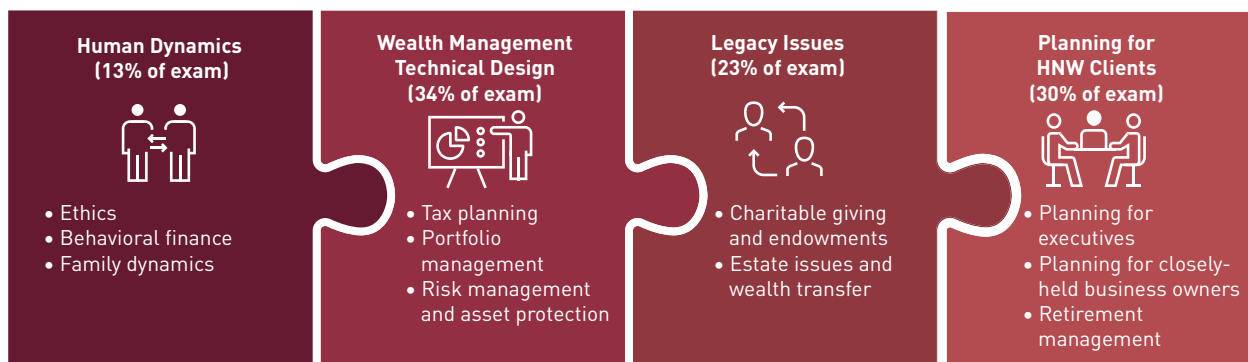 Human Dynamics
(13% of exam)
• Ethics
• Behavioral finance
• Family dynamics
Wealth Management
Technical Design
(34% of exam)
• Tax planning
• Portfolio
management
• Risk management
and asset protection
Legacy Issues
(23% of exam)
• Charitable giving
and endowments
• Estate issues and
wealth transfer
Planning for
HNW Clients
(30% of exam)
• Planning for
executives
• Planning for closely-
held business owners
• Retirement
management